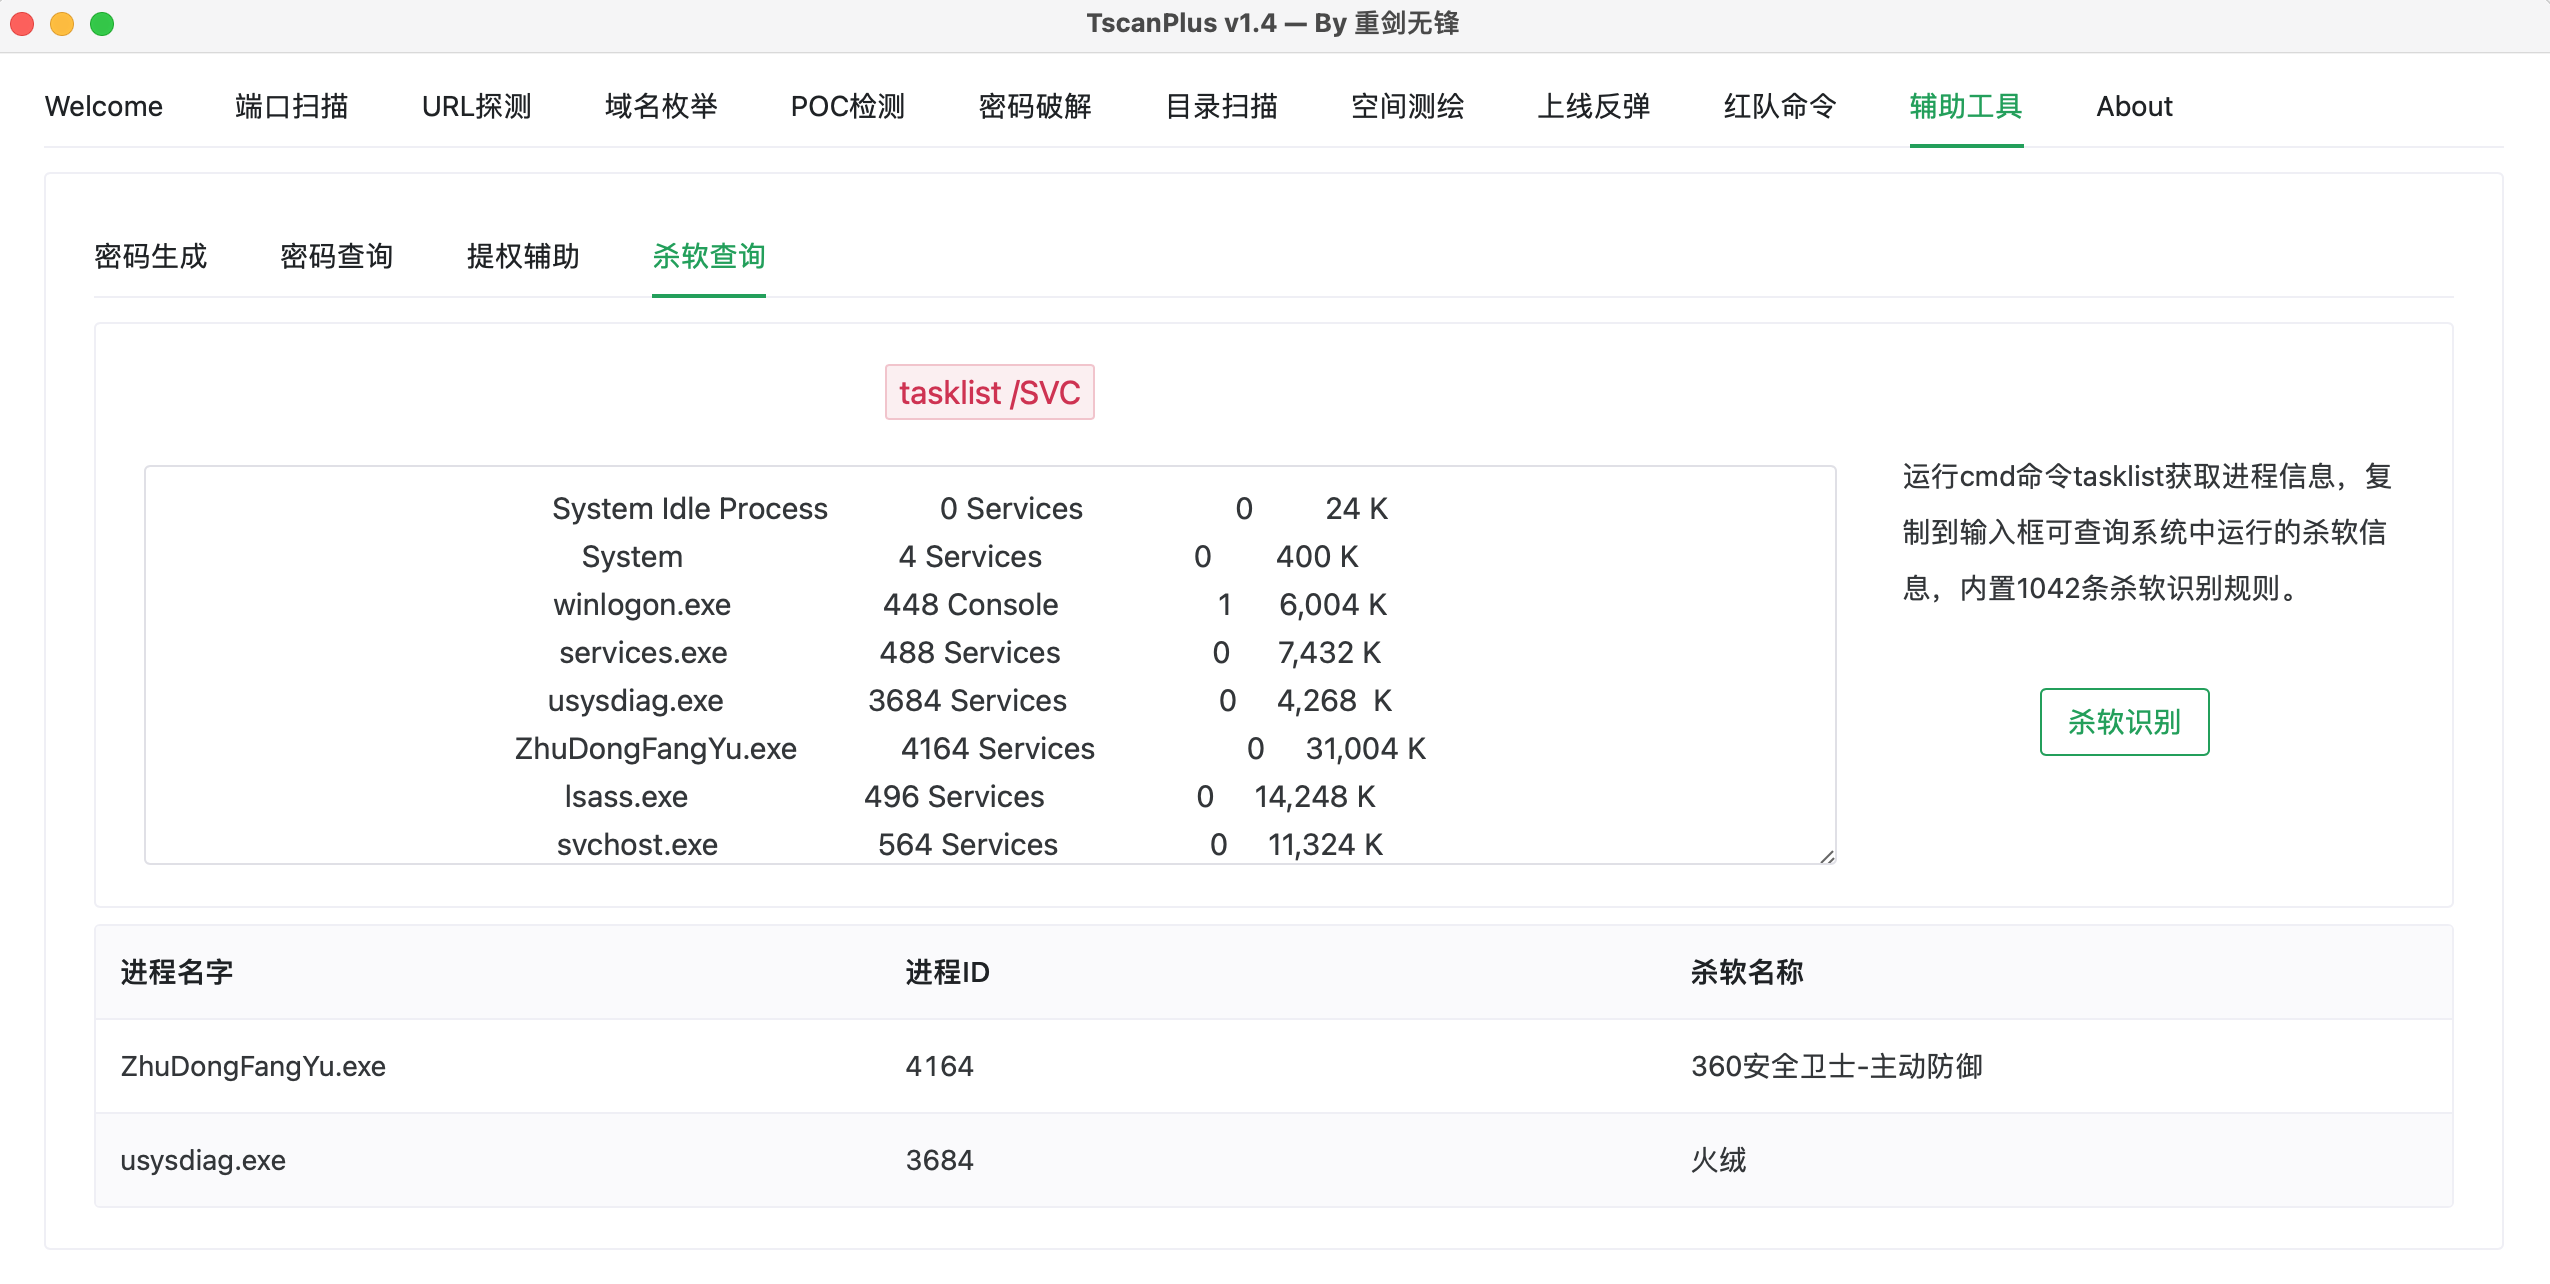 TscanPlus v1.4 — By 重剑无锋
Welcome 端口扫描 URL探测 域名枚举 POC检测 密码破解 目录扫描 空间测绘 上线反弹 红队命令 辅助工具 About
密码生成 密码查询 提权辅助 杀软查询
tasklist /SVC
System Idle Process 0 Services 0 24 K
System 4 Services 0 400 K
winlogon.exe 448 Console 1 6,004 K
services.exe 488 Services 0 7,432 K
usysdiag.exe 3684 Services 0 4,268 K
ZhuDongFangYu.exe 4164 Services 0 31,004 K
lsass.exe 496 Services 0 14,248 K
svchost.exe 564 Services 0 11,324 K
运行cmd命令tasklist获取进程信息，复
制到输入框可查询系统中运行的杀软信
息，内置1042条杀软识别规则。
杀软识别
进程名字 进程ID 杀软名称
ZhuDongFangYu.exe 4164 360安全卫士-主动防御
usysdiag.exe 3684 火绒